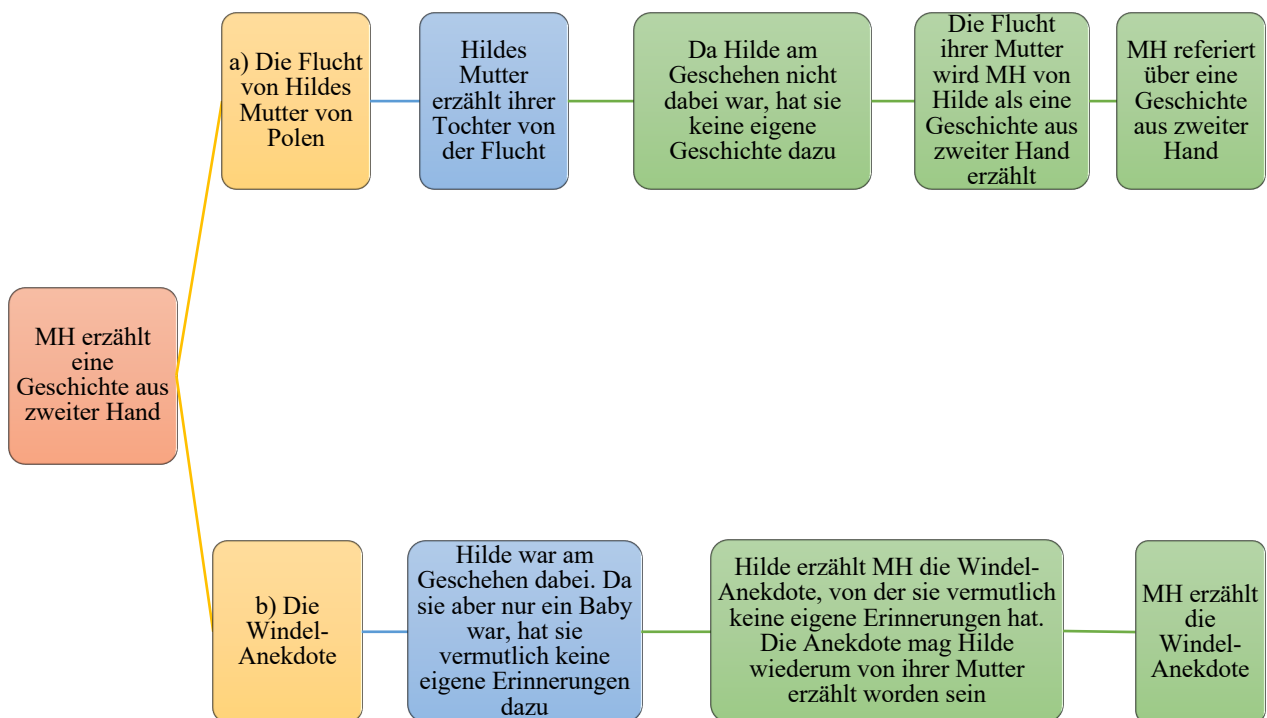 a) Die Flucht
von Hildes
Mutter von
Polen
Hildes
Mutter
erzählt ihrer
Tochter von
der Flucht
Da Hilde am
Geschehen nicht
dabei war, hat sie
keine eigene
Geschichte dazu
Die Flucht
ihrer Mutter
wird MH von
Hilde als eine
Geschichte aus
zweiter Hand
erzählt
MH referiert
über eine
Geschichte
aus zweiter
Hand
MH erzählt
eine
Geschichte aus
zweiter Hand
b) Die
Windel-
Anekdote
Hilde war am
Geschehen dabei. Da
sie aber nur ein Baby
war, hat sie
vermutlich keine
eigene Erinnerungen
dazu
Hilde erzählt MH die Windel-
Anekdote, von der sie vermutlich
keine eigene Erinnerungen hat.
Die Anekdote mag Hilde
wiederum von ihrer Mutter
erzählt worden sein
MH erzählt
die
Windel-
Anekdote